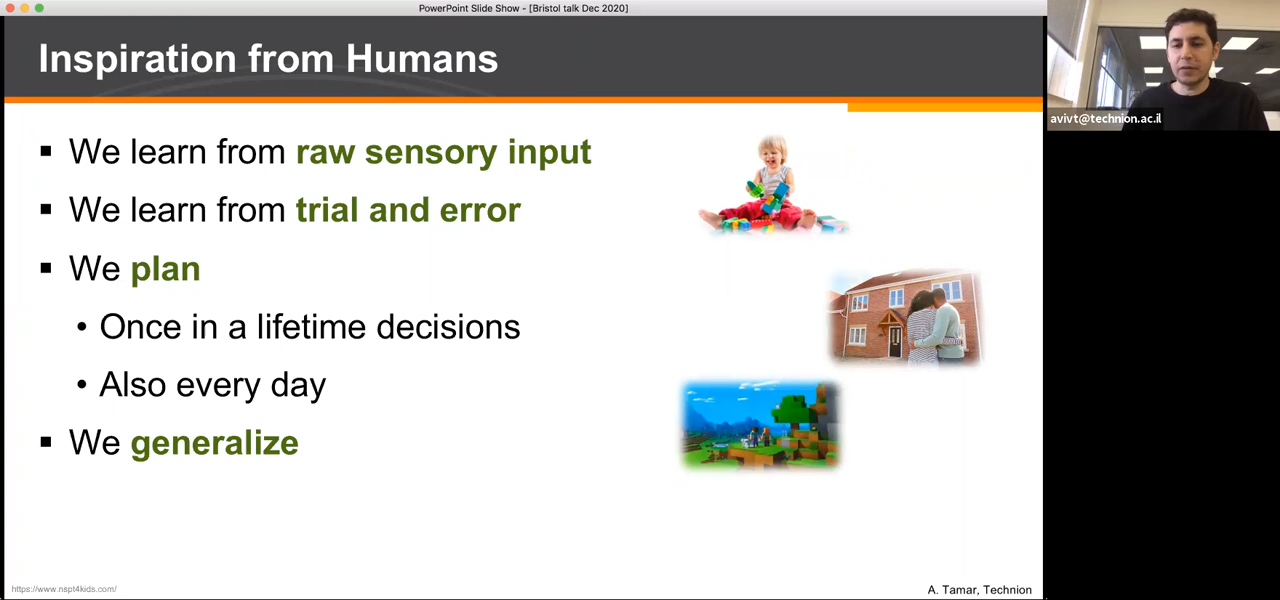 PowerPoint Slide Show - [Bristol talk Dec 2020]
Inspiration from Humans
avivt@technion.ac.il
▪ We learn from raw sensory input
▪ We learn from trial and error
▪ We plan
• Once in a lifetime decisions
• Also every day
▪ We generalize
https://www.nspt4kids.com/
A. Tamar, Technion